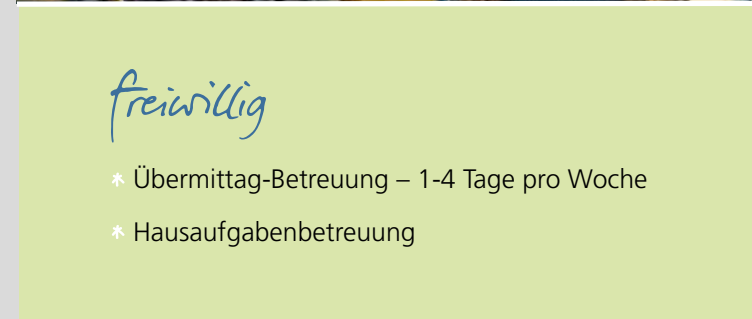 freiwillig
* Übermittag-Betreuung – 1-4 Tage pro Woche
* Hausaufgabenbetreuung